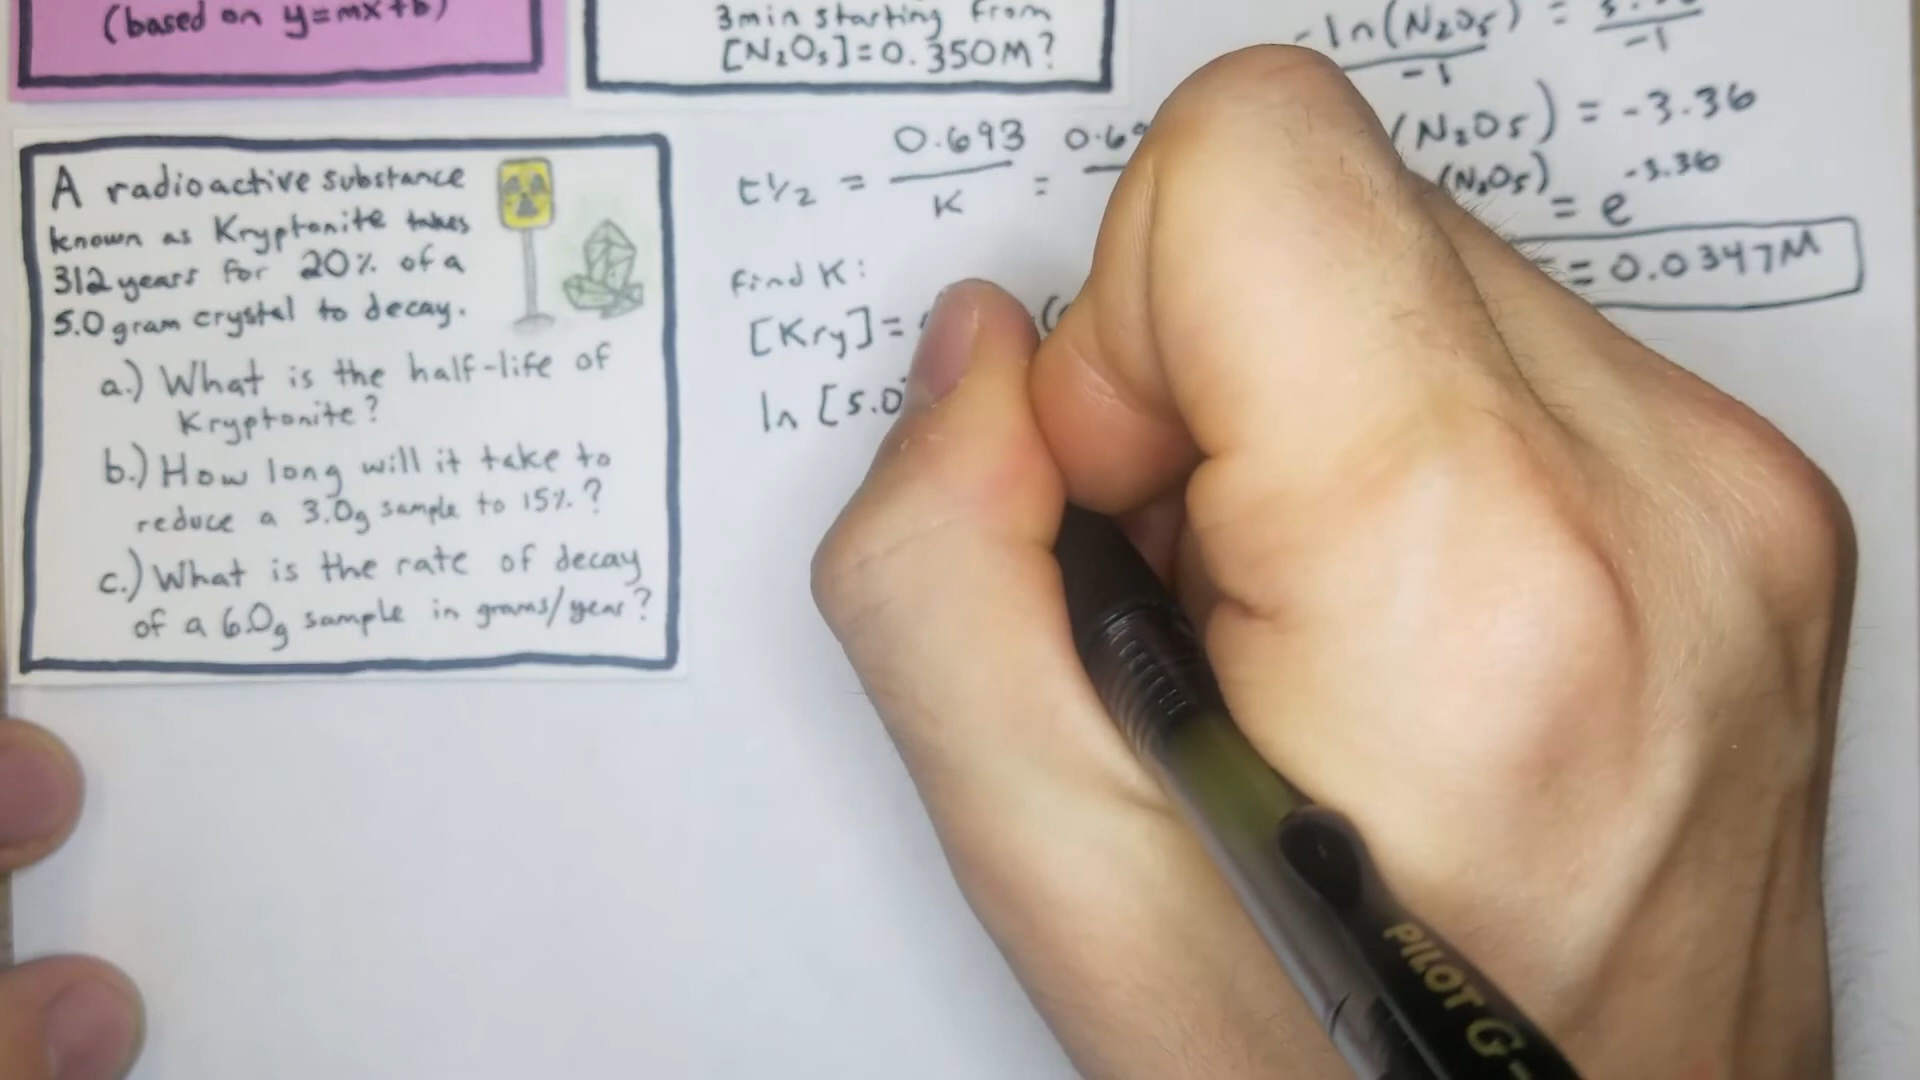 (based on y=mx+b)
3min starting from
[N₂O₅]=0.350M?
-ln(N₂O₅) =
-1 -1
(N₂O₅) = -3.36
(N₂O₅) = e^-3.36
= 0.0347M
A radioactive substance
known as Kryptonite takes
312 years for 20% of a
5.0 gram crystal to decay.
a.) What is the half-life of
Kryptonite?
b.) How long will it take to
reduce a 3.0g sample to 15%?
c.) What is the rate of decay
of a 6.0g sample in grams/year?
t½ = 0.693/K =
find K:
[Kry]=
ln [5.0
PILOT G-